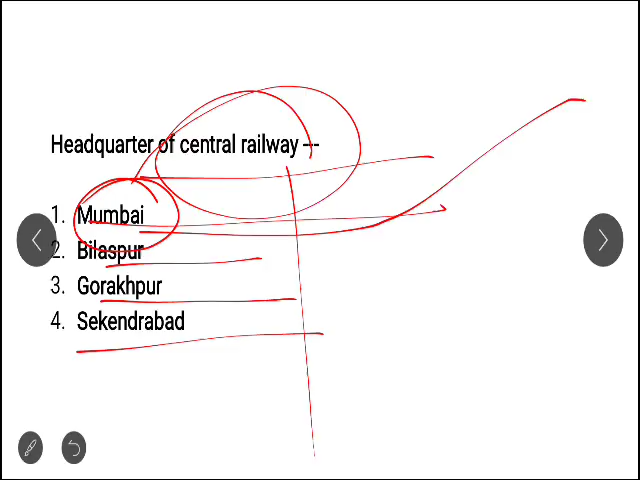 Headquarter of central railway ---
1. Mumbai
2. Bilaspur
3. Gorakhpur
4. Sekendrabad